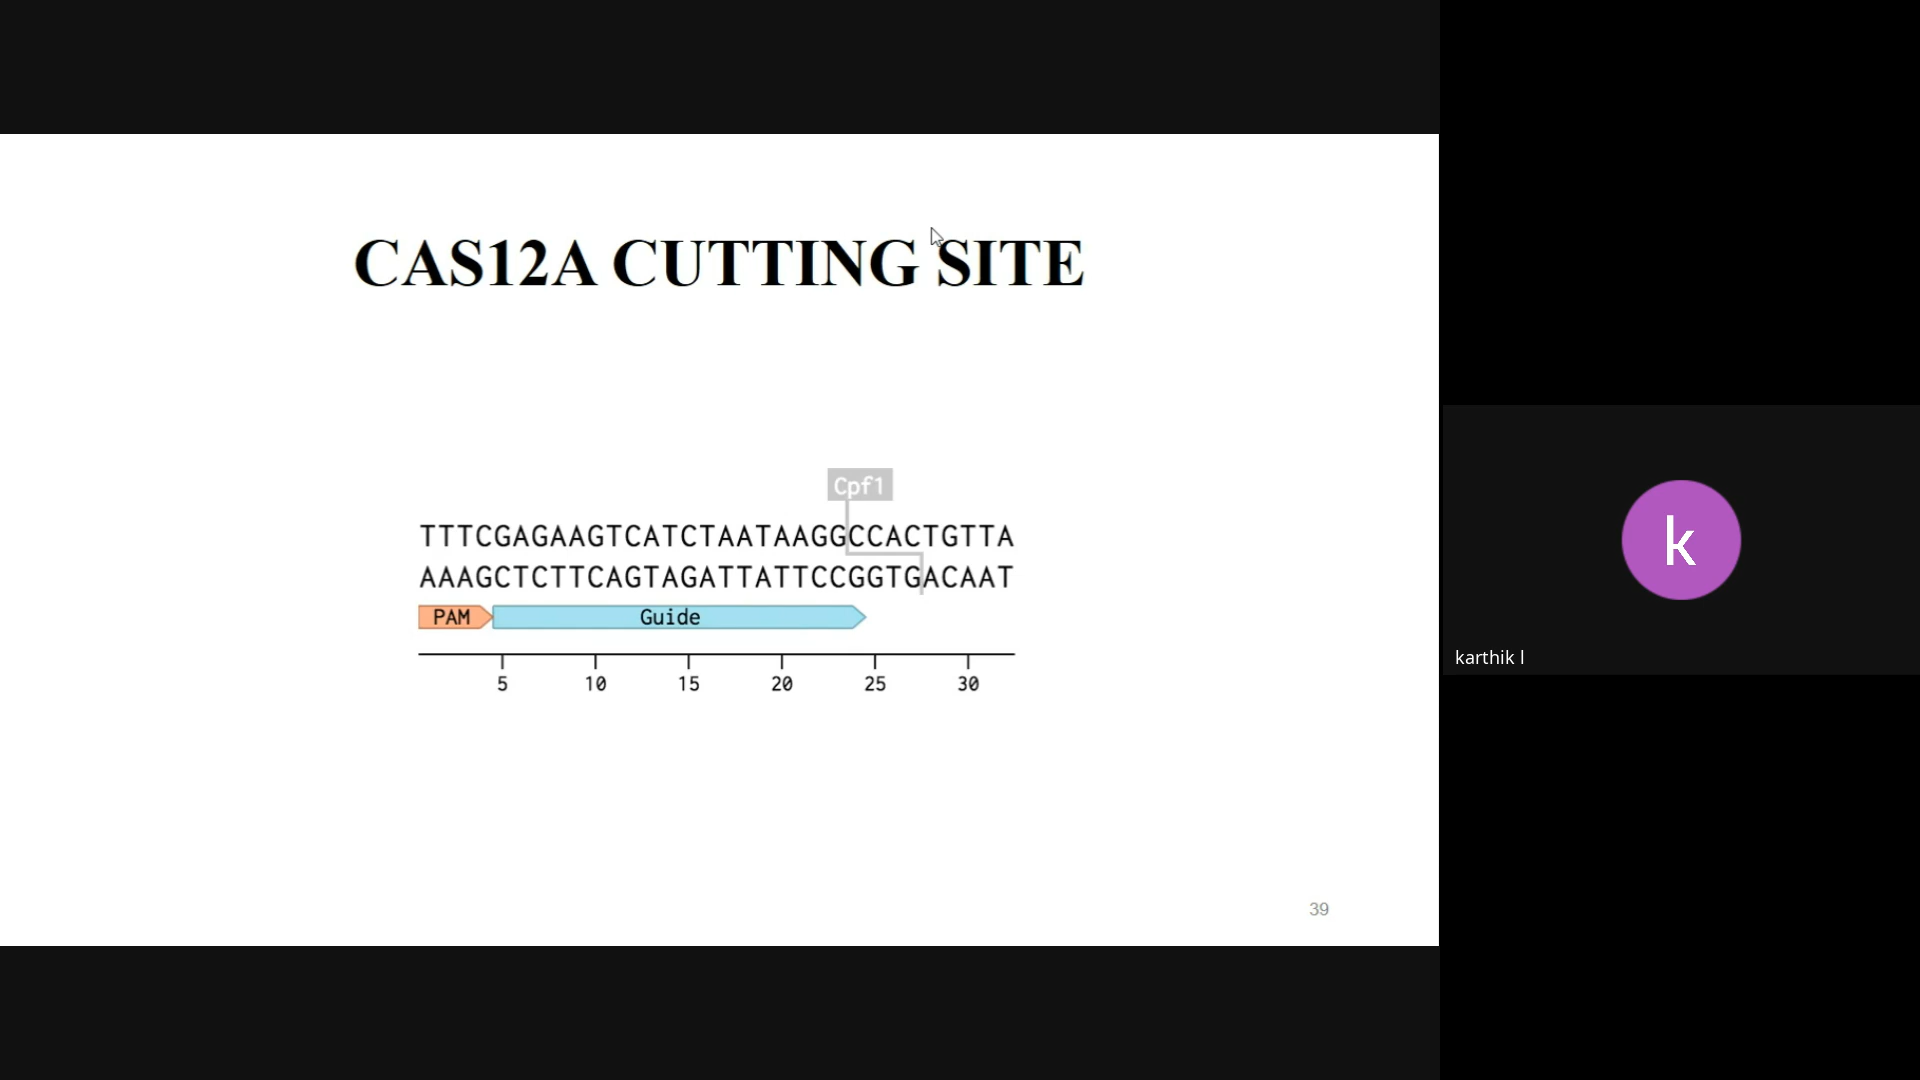 CAS12A CUTTING SITE
Cpf1
TTTCGAGAAGTCATCTAATAAGGCCACTGTTA
AAAGCTCTTCAGTAGATTATTCCGGTGACAAT
PAM Guide
5 10 15 20 25 30
39
k
karthik l